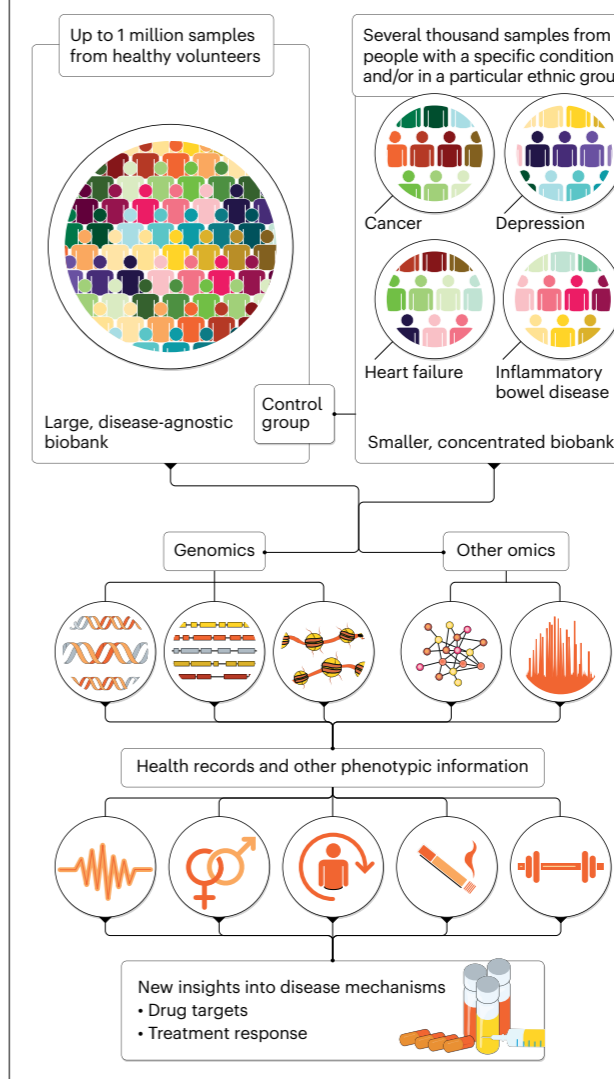 Up to 1 million samples
from healthy volunteers
Several thousand samples from
people with a specific condition
and/or in a particular ethnic grou
Cancer
Depression
Heart failure
Inflammatory
bowel disease
Large, disease-agnostic
biobank
Control
group
Smaller, concentrated biobank
Genomics
Other omics
Health records and other phenotypic information
New insights into disease mechanisms
• Drug targets
• Treatment response